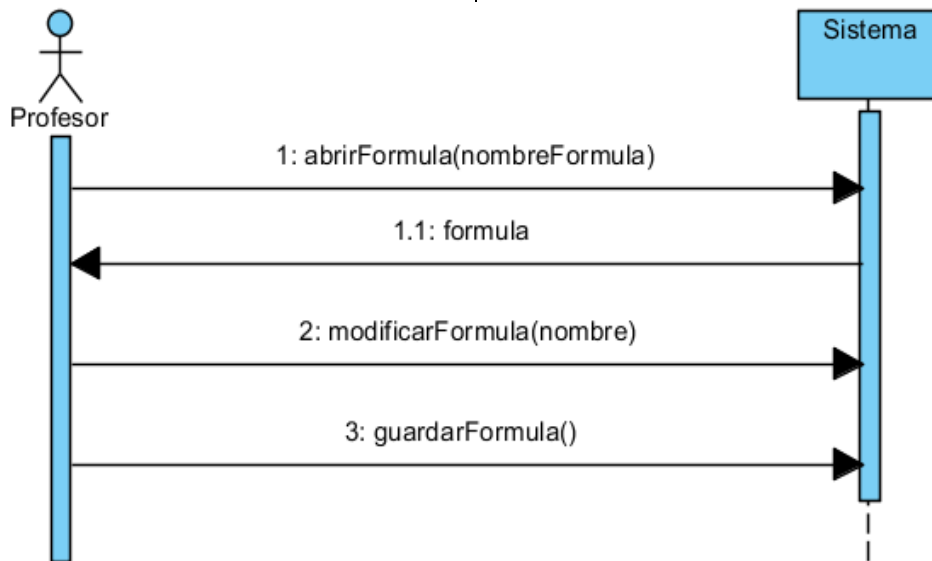 Sistema
Profesor
1: abrirFormula(nombreFormula)
1.1: formula
2: modificarFormula(nombre)
3: guardarFormula()